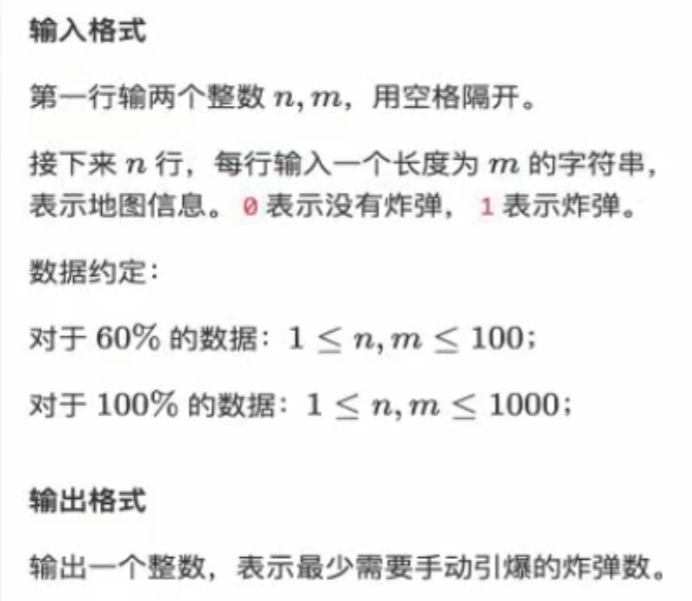 输入格式
第一行输两个整数 n, m，用空格隔开。
接下来 n 行，每行输入一个长度为 m 的字符串，
表示地图信息。0 表示没有炸弹，1 表示炸弹。
数据约定：
对于 60% 的数据：1 ≤ n, m ≤ 100；
对于 100% 的数据：1 ≤ n, m ≤ 1000；
输出格式
输出一个整数，表示最少需要手动引爆的炸弹数。